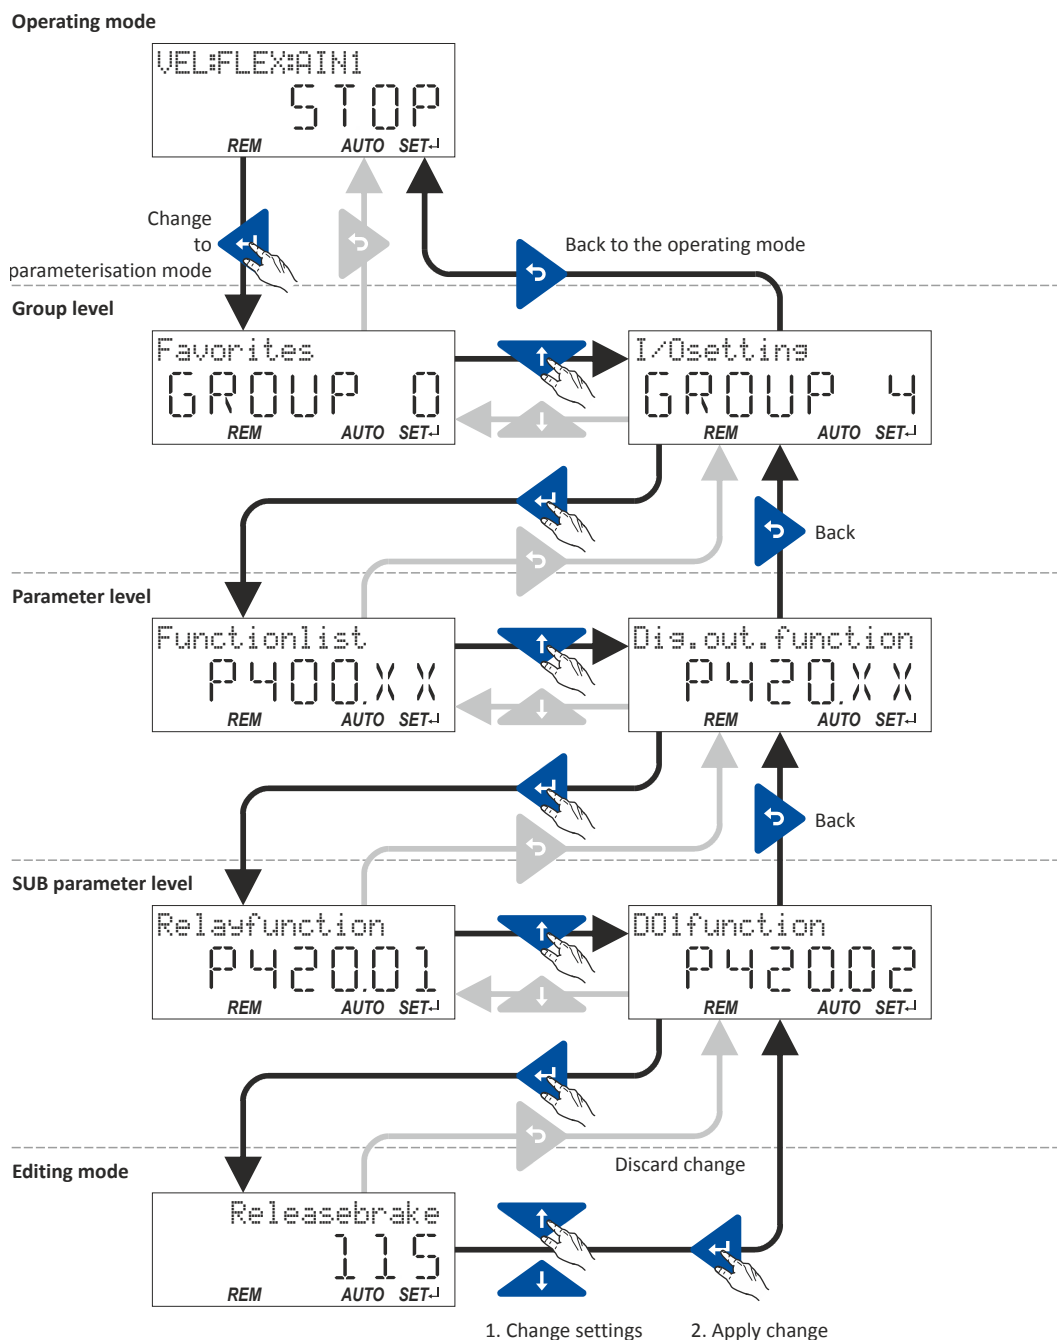 Operating mode
VEL:FLEX:AIN1
STOP
REM AUTO SET↵
Change
to
parameterisation mode
Back to the operating mode
Group level
Favorites
GROUP 0
REM AUTO SET↵
I/Osetting
GROUP 4
REM AUTO SET↵
Back
Parameter level
Functionlist
P400.XX
REM AUTO SET↵
Dig.out.function
P420.XX
REM AUTO SET↵
Back
SUB parameter level
Relayfunction
P420.01
REM AUTO SET↵
DO1function
P420.02
REM AUTO SET↵
Discard change
Editing mode
Releasebrake
115
REM AUTO SET↵
1. Change settings 2. Apply change